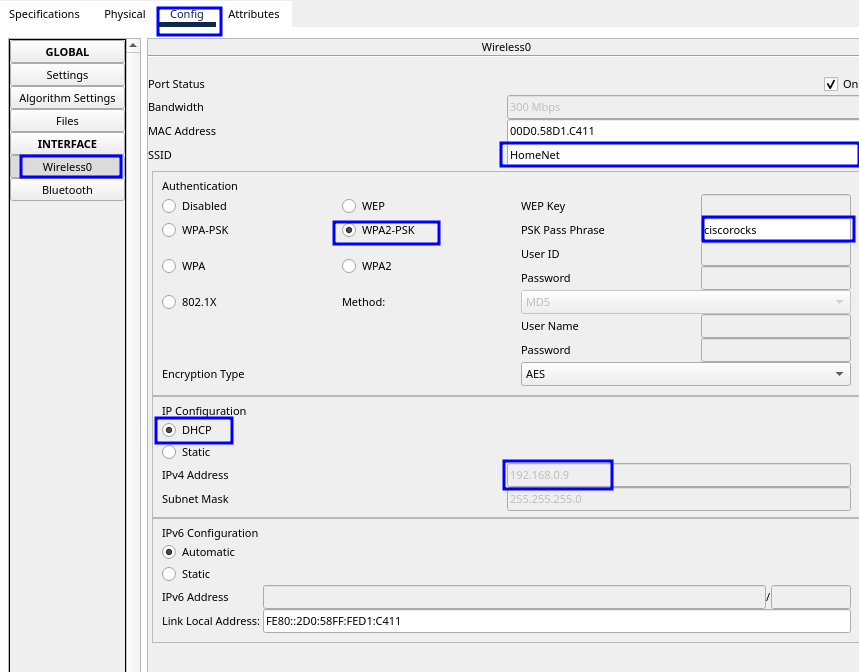 Specifications Physical Config Attributes
GLOBAL
Settings
Algorithm Settings
Files
INTERFACE
Wireless0
Bluetooth
Wireless0
Port Status On
Bandwidth 300 Mbps
MAC Address 00D0.58D1.C411
SSID HomeNet
Authentication
Disabled WEP WEP Key
WPA-PSK WPA2-PSK PSK Pass Phrase ciscorocks
User ID
WPA WPA2 Password
802.1X Method: MD5
User Name
Password
Encryption Type AES
IP Configuration
DHCP
Static
IPv4 Address 192.168.0.9
Subnet Mask 255.255.255.0
IPv6 Configuration
Automatic
Static
IPv6 Address /
Link Local Address: FE80::2D0:58FF:FED1:C411